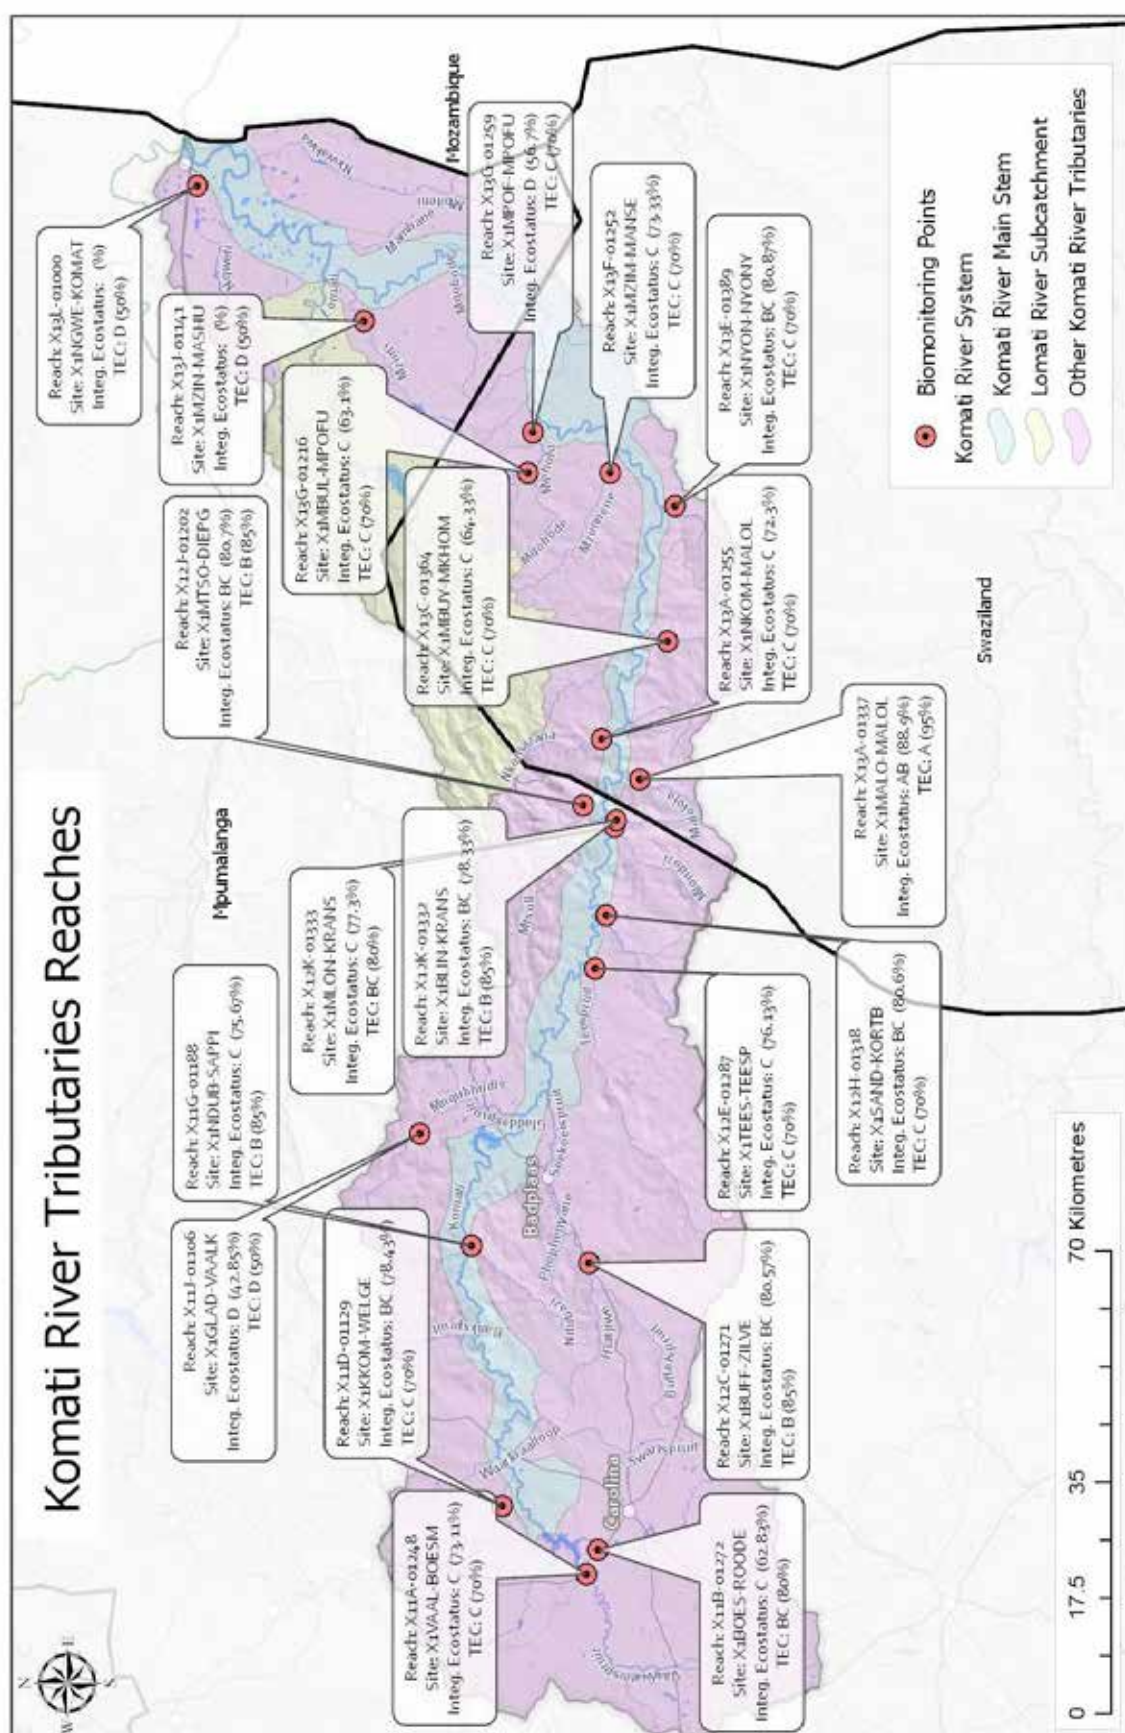 Komati River Tributaries Reaches
N
W
E
S
Mpumalanga
Mozambique
Swaziland
Reach: X11J-01106
Site: X1GLAD-VAALK
Integ. Ecostatus: D (42.85%)
TEC: D (50%)
Reach: X11G-01188
Site: X1NDUB-SAPPI
Integ. Ecostatus: C (75.67%)
TEC: B (85%)
Reach: X12J-01202
Site: X1MTSO-DIEPG
Integ. Ecostatus: BC (80.7%)
TEC: B (85%)
Reach: X13J-01141
Site: X1MZIN-MASHU
Integ. Ecostatus: (%)
TEC: D (50%)
Reach: X13L-01000
Site: X1NGWE-KOMAT
Integ. Ecostatus: (%)
TEC: D (50%)
Reach: X12K-01333
Site: X1MLON-KRANS
Integ. Ecostatus: C (77.3%)
TEC: BC (80%)
Reach: X13G-01216
Site: X1MBUL-MPOFU
Integ. Ecostatus: C (63.1%)
TEC: C (70%)
Reach: X11D-01129
Site: X1KKOM-WELGE
Integ. Ecostatus: BC (78.43%)
TEC: C (70%)
Reach: X12K-01332
Site: X1BLIN-KRANS
Integ. Ecostatus: BC (78.33%)
TEC: B (85%)
Reach: X13C-01364
Site: X1MBUY-MKHOM
Integ. Ecostatus: C (64.33%)
TEC: C (70%)
Reach: X13G-01259
Site: X1MPOF-MPOFU
Integ. Ecostatus: D (56.7%)
TEC: C (70%)
Reach: X11A-01248
Site: X1VAAL-BOESM
Integ. Ecostatus: C (73.11%)
TEC: C (70%)
Reach: X13F-01252
Site: X1MZIM-MANSE
Integ. Ecostatus: C (73.33%)
TEC: C (70%)
Reach: X11B-01272
Site: X1BOES-ROODE
Integ. Ecostatus: C (62.83%)
TEC: BC (80%)
Reach: X12C-01271
Site: X1BUFF-ZILVE
Integ. Ecostatus: BC (80.57%)
TEC: B (85%)
Reach: X12E-01287
Site: X1TEES-TEESP
Integ. Ecostatus: C (76.33%)
TEC: C (70%)
Reach: X13A-01255
Site: X1NKOM-MALOL
Integ. Ecostatus: C (72.3%)
TEC: C (70%)
Reach: X13E-01389
Site: X1NYON-NYONY
Integ. Ecostatus: BC (80.87%)
TEC: C (70%)
Reach: X12H-01318
Site: X1SAND-KORTB
Integ. Ecostatus: BC (80.6%)
TEC: C (70%)
Reach: X13A-01337
Site: X1MALO-MALOL
Integ. Ecostatus: AB (88.9%)
TEC: A (95%)
Carolina
Badplaas
Komati
Seekoeispruit
Mtsoli
Biomonitoring Points
Komati River System
Komati River Main Stem
Lomati River Subcatchment
Other Komati River Tributaries
0 17.5 35 70 Kilometres